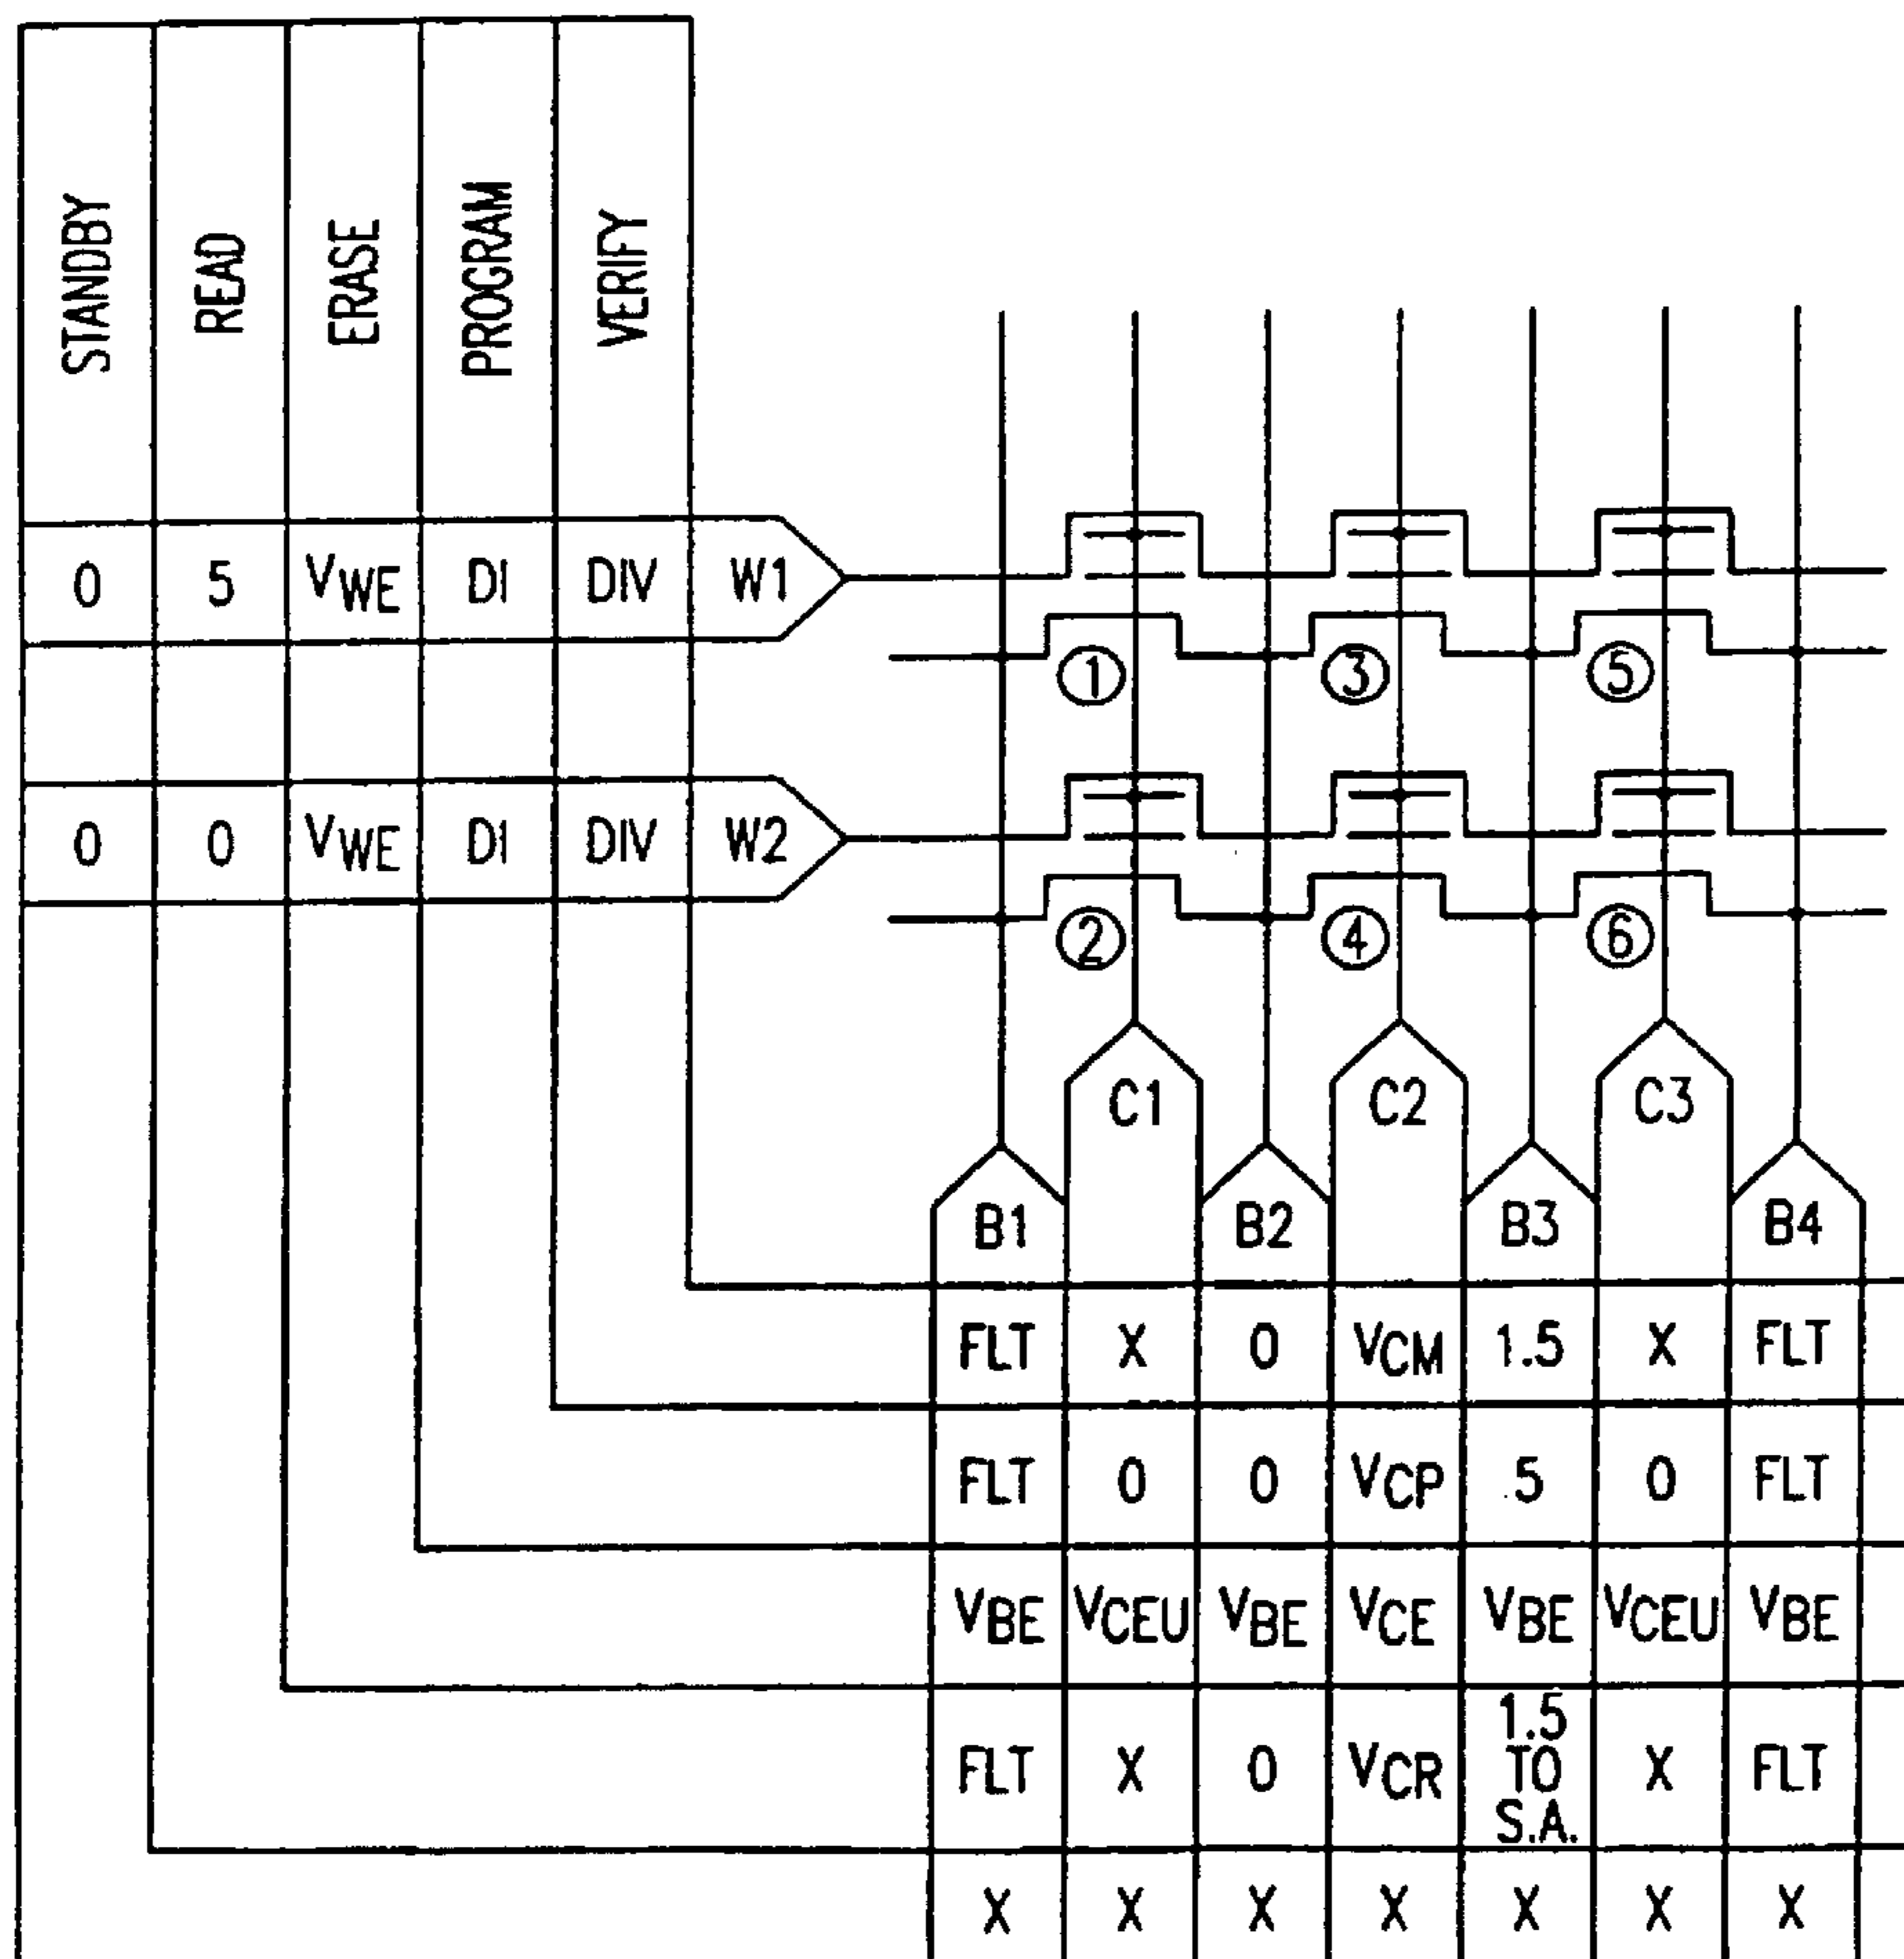 STANDBY
READ
ERASE
PROGRAM
VERIFY
0 5 VWE DI DIV W1
1 3 5
0 0 VWE DI DIV W2
2 4 6
C1 C2 C3
B1 B2 B3 B4
FLT X 0 VCM 1.5 X FLT
FLT 0 0 VCP 5 0 FLT
VBE VCEU VBE VCE VBE VCEU VBE
FLT X 0 VCR 1.5 TO S.A. X FLT
X X X X X X X